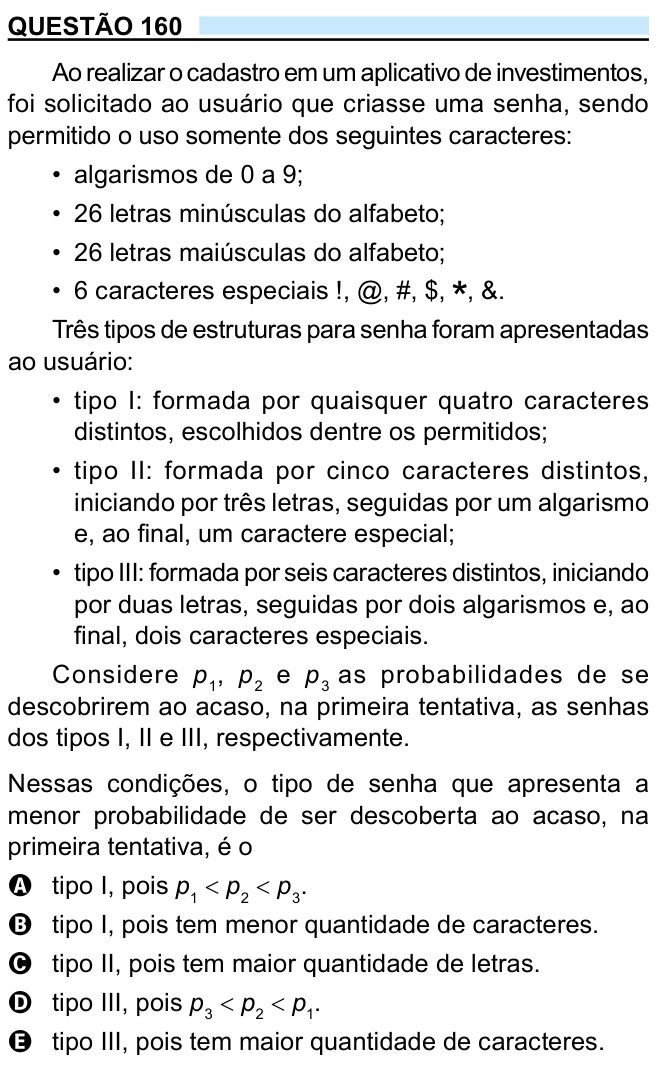 QUESTÃO 160
Ao realizar o cadastro em um aplicativo de investimentos,
foi solicitado ao usuário que criasse uma senha, sendo
permitido o uso somente dos seguintes caracteres:
• algarismos de 0 a 9;
• 26 letras minúsculas do alfabeto;
• 26 letras maiúsculas do alfabeto;
• 6 caracteres especiais !, @, #, $, *, &.
Três tipos de estruturas para senha foram apresentadas
ao usuário:
• tipo I: formada por quaisquer quatro caracteres
distintos, escolhidos dentre os permitidos;
• tipo II: formada por cinco caracteres distintos,
iniciando por três letras, seguidas por um algarismo
e, ao final, um caractere especial;
• tipo III: formada por seis caracteres distintos, iniciando
por duas letras, seguidas por dois algarismos e, ao
final, dois caracteres especiais.
Considere p₁, p₂ e p₃ as probabilidades de se
descobrirem ao acaso, na primeira tentativa, as senhas
dos tipos I, II e III, respectivamente.
Nessas condições, o tipo de senha que apresenta a
menor probabilidade de ser descoberta ao acaso, na
primeira tentativa, é o
A tipo I, pois p₁ < p₂ < p₃.
B tipo I, pois tem menor quantidade de caracteres.
C tipo II, pois tem maior quantidade de letras.
D tipo III, pois p₃ < p₂ < p₁.
E tipo III, pois tem maior quantidade de caracteres.